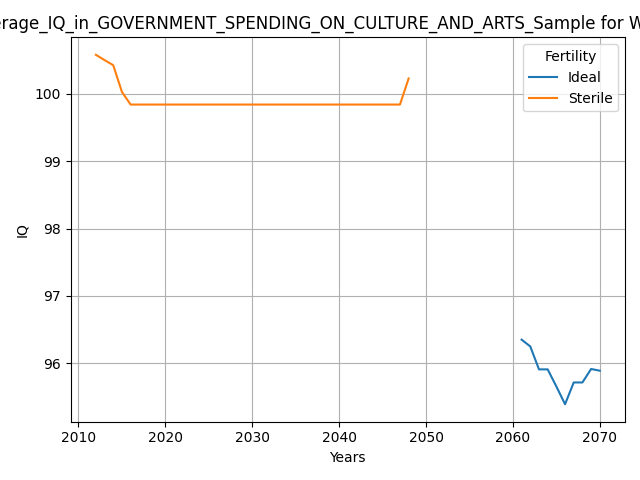 erage_IQ_in_GOVERNMENT_SPENDING_ON_CULTURE_AND_ARTS_Sample for W
Fertility
Ideal
Sterile
100
99
98
97
96
IQ
2010 2020 2030 2040 2050 2060 2070
Years